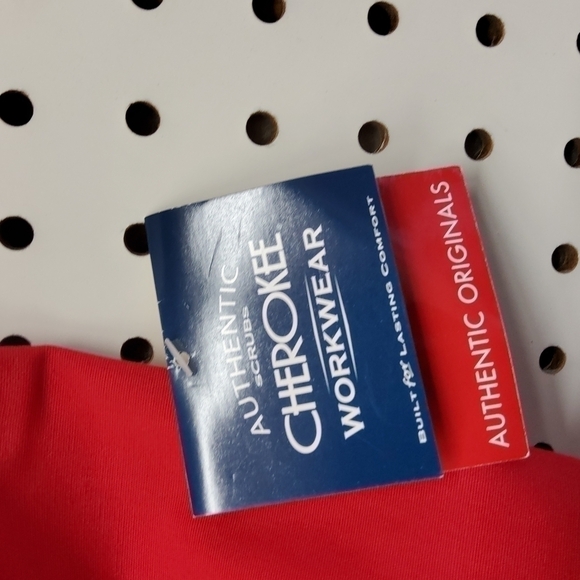 AUTHENTIC
SCRUBS
CHEROKEE
WORKWEAR
BUILT for LASTING COMFORT
AUTHENTIC ORIGINALS